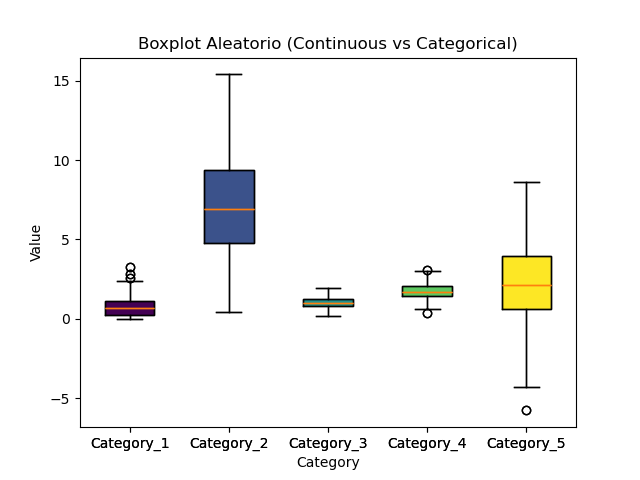 Boxplot Aleatorio (Continuous vs Categorical)
Value
15
10
5
0
−5
Category_1 Category_2 Category_3 Category_4 Category_5
Category